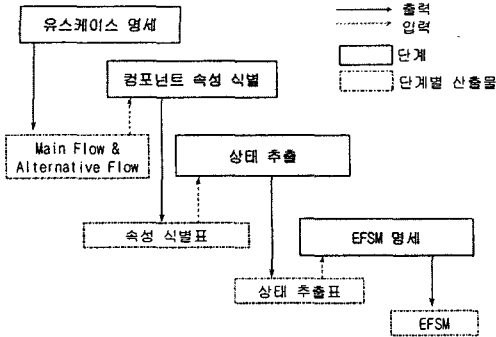 유스케이스 명세
출력
입력
단계
단계별 산출물
컴포넌트 속성 식별
Main Flow &
Alternative Flow
상태 추출
속성 식별표
EFSM 명세
상태 추출표
EFSM